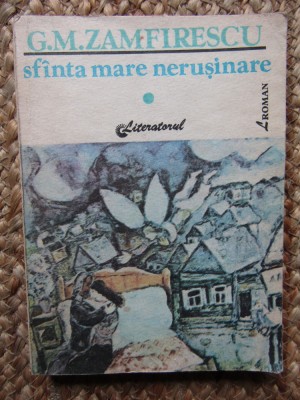 G.M.ZAMFIRESCU
sfînta mare nerușinare
Literatorul
ROMAN